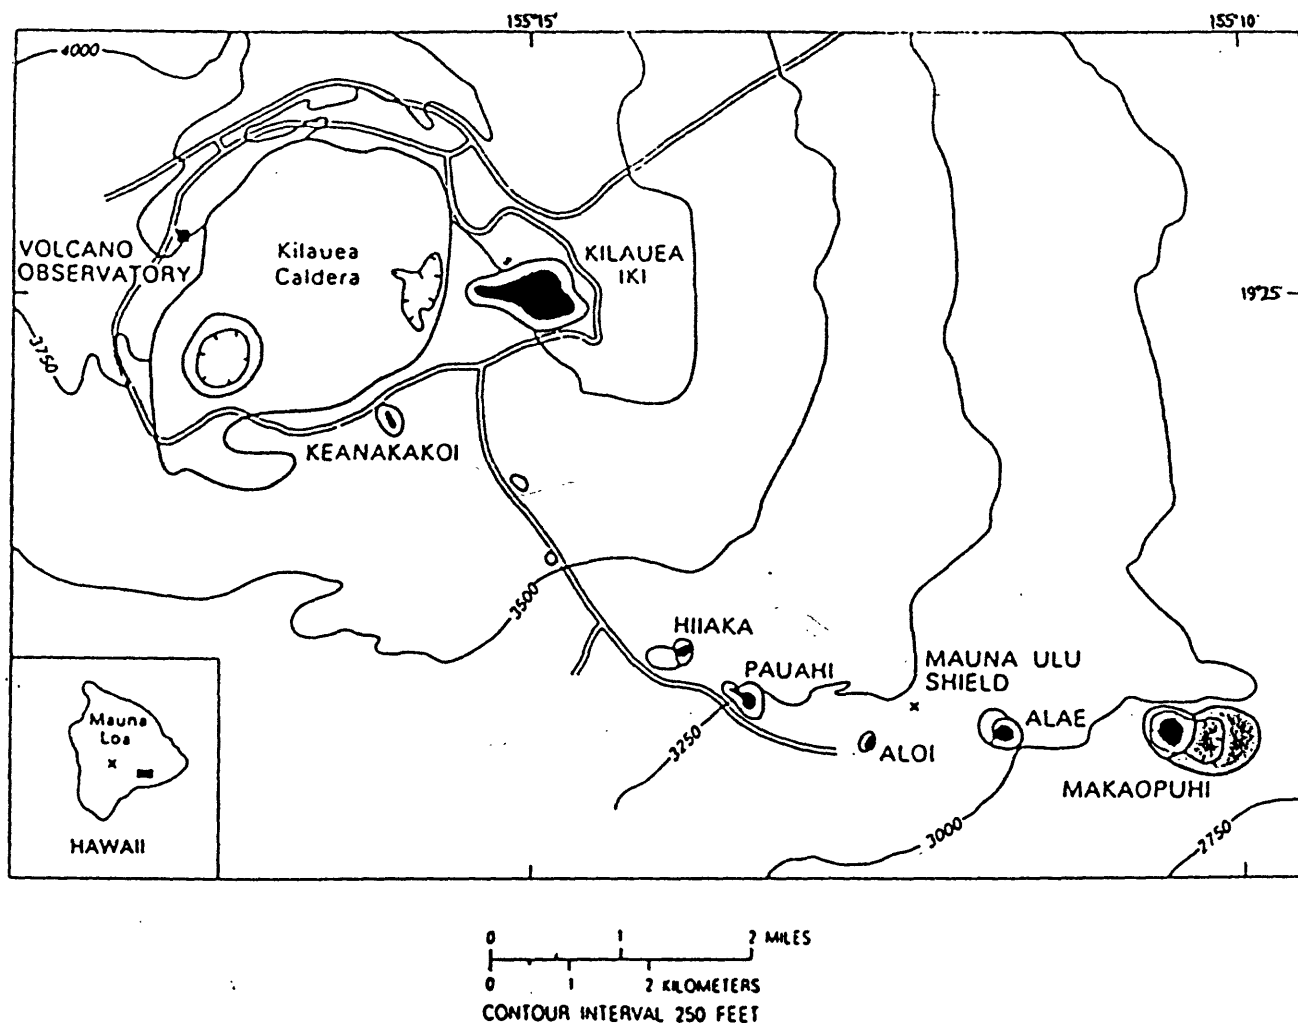 155°15'
155°10'
4000
VOLCANO
OBSERVATORY
Kilauea
Caldera
KILAUEA
IKI
19°25'
3750
KEANAKAKOI
3500
HIIAKA
PAUAHI
MAUNA ULU
SHIELD
3250
ALOI
ALAE
MAKAOPUHI
3000
2750
Mauna
Loa
HAWAII
0 1 2 MILES
0 1 2 KILOMETERS
CONTOUR INTERVAL 250 FEET